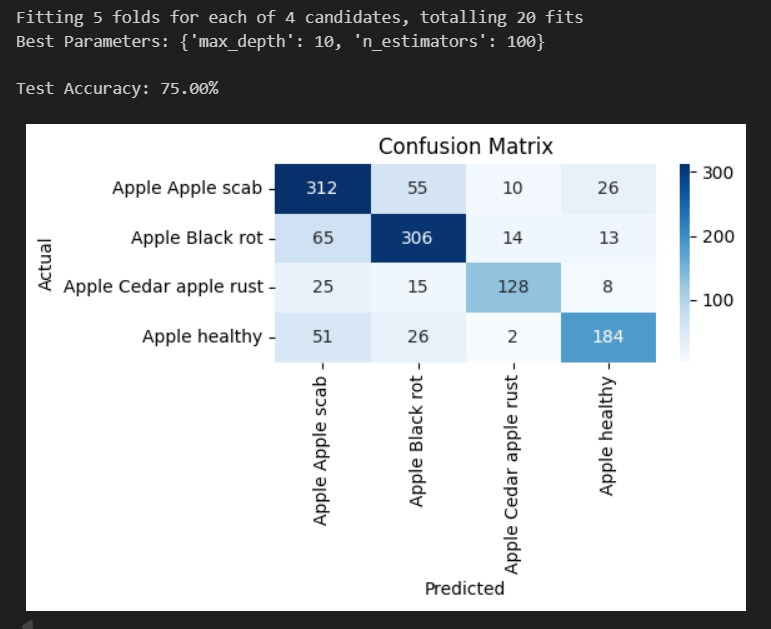 Fitting 5 folds for each of 4 candidates, totalling 20 fits
Best Parameters: {'max_depth': 10, 'n_estimators': 100}
Test Accuracy: 75.00%
Confusion Matrix
Actual
Apple Apple scab 312 55 10 26
Apple Black rot 65 306 14 13
Apple Cedar apple rust 25 15 128 8
Apple healthy 51 26 2 184
300
200
100
Apple Apple scab
Apple Black rot
Apple Cedar apple rust
Apple healthy
Predicted